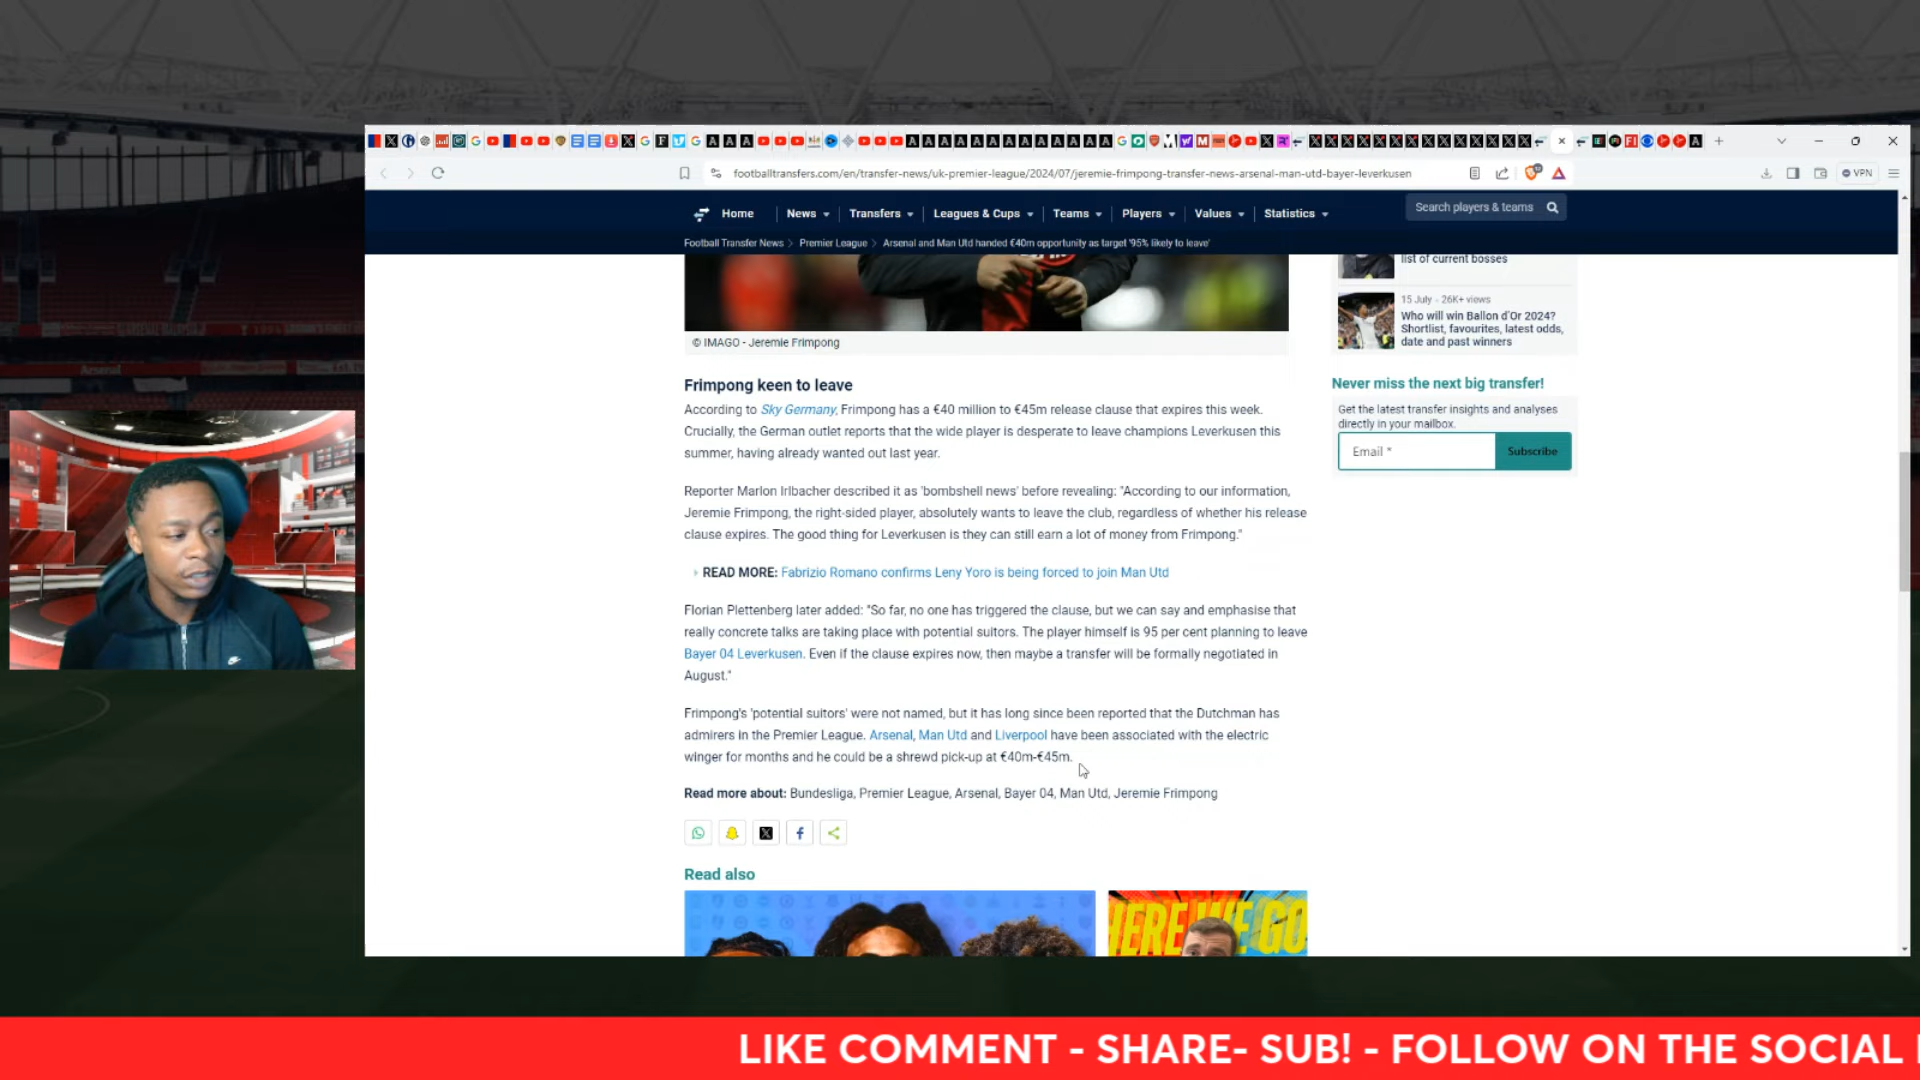 footballtransfers.com/en/transfer-news/uk-premier-league/2024/07/jeremie-frimpong-transfer-news-arsenal-man-utd-bayer-leverkusen
VPN
Home
News
Transfers
Leagues & Cups
Teams
Players
Values
Statistics
Search players & teams
Football Transfer News > Premier League > Arsenal and Man Utd handed €40m opportunity as target '95% likely to leave'
list of current bosses
15 July - 26K+ views
Who will win Ballon d'Or 2024?
Shortlist, favourites, latest odds,
date and past winners
© IMAGO - Jeremie Frimpong
Frimpong keen to leave
According to Sky Germany, Frimpong has a €40 million to €45m release clause that expires this week.
Crucially, the German outlet reports that the wide player is desperate to leave champions Leverkusen this
summer, having already wanted out last year.
Reporter Marlon Irlbacher described it as 'bombshell news' before revealing: "According to our information,
Jeremie Frimpong, the right-sided player, absolutely wants to leave the club, regardless of whether his release
clause expires. The good thing for Leverkusen is they can still earn a lot of money from Frimpong."
READ MORE: Fabrizio Romano confirms Leny Yoro is being forced to join Man Utd
Florian Plettenberg later added: "So far, no one has triggered the clause, but we can say and emphasise that
really concrete talks are taking place with potential suitors. The player himself is 95 per cent planning to leave
Bayer 04 Leverkusen. Even if the clause expires now, then maybe a transfer will be formally negotiated in
August."
Frimpong's 'potential suitors' were not named, but it has long since been reported that the Dutchman has
admirers in the Premier League. Arsenal, Man Utd and Liverpool have been associated with the electric
winger for months and he could be a shrewd pick-up at €40m-€45m.
Read more about: Bundesliga, Premier League, Arsenal, Bayer 04, Man Utd, Jeremie Frimpong
Read also
HERE WE GO
Never miss the next big transfer!
Get the latest transfer insights and analyses
directly in your mailbox.
Email *
Subscribe
Arsenal
LIKE COMMENT - SHARE- SUB! - FOLLOW ON THE SOCIAL